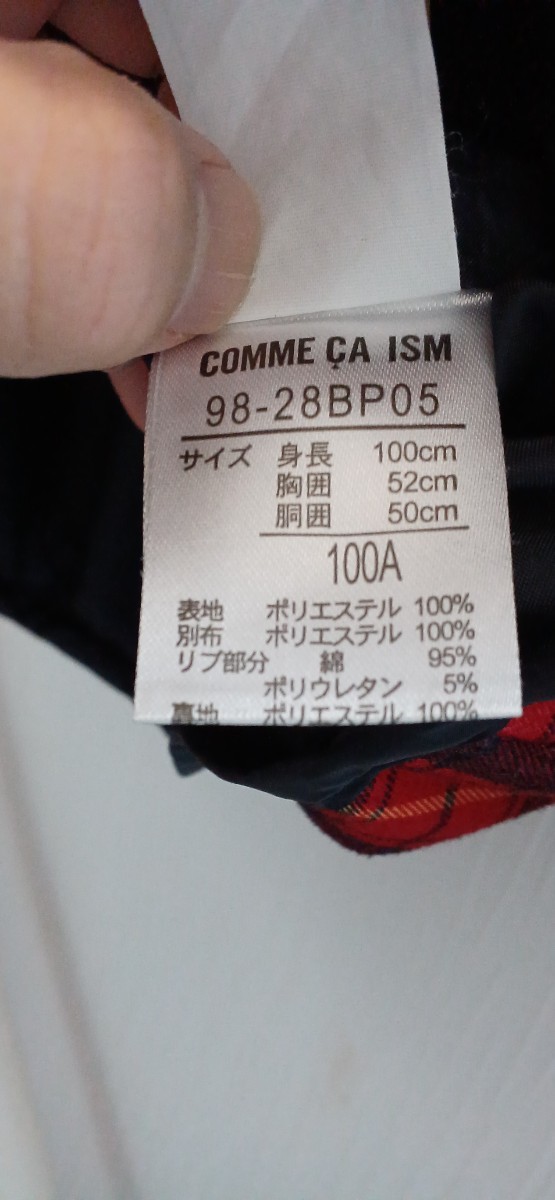 COMME ÇA ISM
98-28BP05
サイズ 身長 100cm
胸囲 52cm
胴囲 50cm
100A
表地 ポリエステル 100%
別布 ポリエステル 100%
リブ部分 綿 95%
ポリウレタン 5%
裏地 ポリエステル 100%